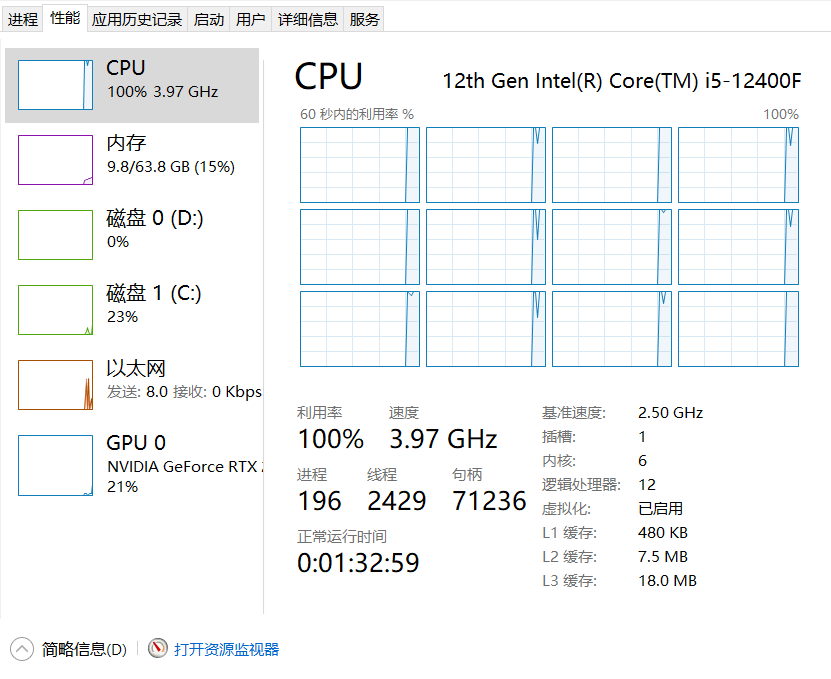 进程 性能 应用历史记录 启动 用户 详细信息 服务
CPU
100% 3.97 GHz
内存
9.8/63.8 GB (15%)
磁盘 0 (D:)
0%
磁盘 1 (C:)
23%
以太网
发送: 8.0 接收: 0 Kbps
GPU 0
NVIDIA GeForce RTX
21%
CPU
12th Gen Intel(R) Core(TM) i5-12400F
60 秒内的利用率 %
100%
利用率 速度
100% 3.97 GHz
进程 线程 句柄
196 2429 71236
正常运行时间
0:01:32:59
基准速度: 2.50 GHz
插槽: 1
内核: 6
逻辑处理器: 12
虚拟化: 已启用
L1 缓存: 480 KB
L2 缓存: 7.5 MB
L3 缓存: 18.0 MB
简略信息(D)
打开资源监视器